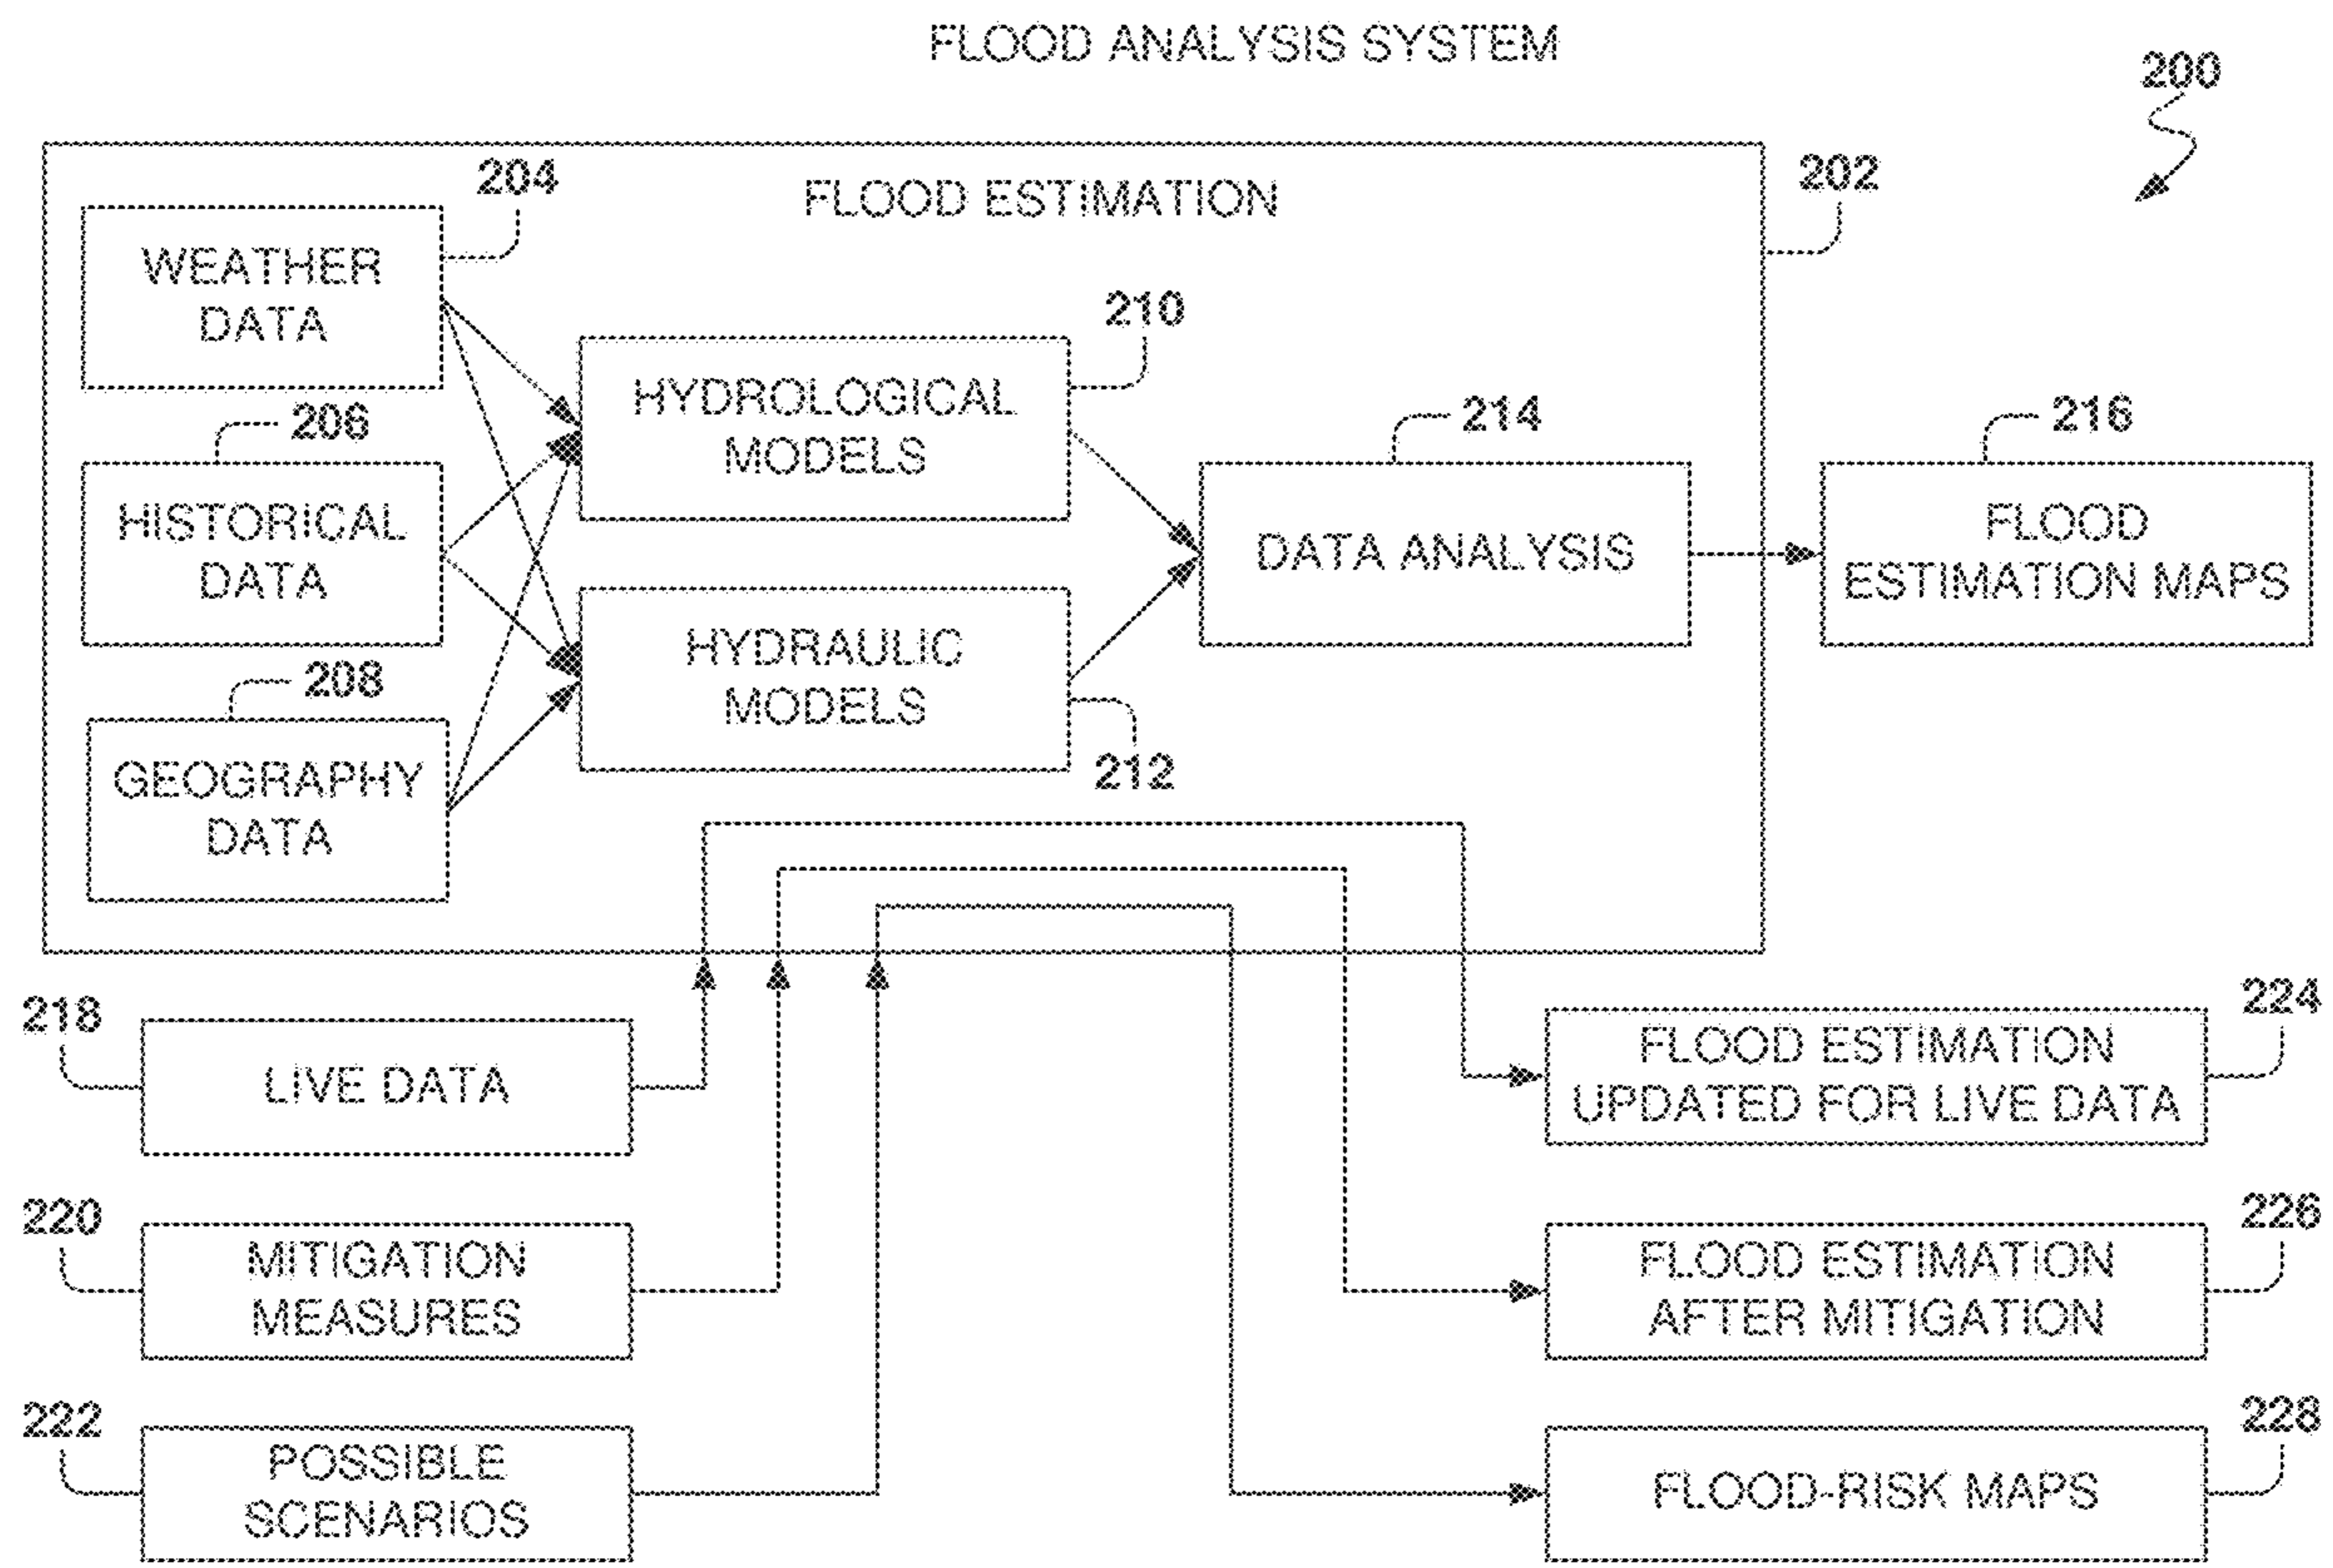 FLOOD ANALYSIS SYSTEM
200
202
FLOOD ESTIMATION
204
WEATHER
DATA
206
HISTORICAL
DATA
208
GEOGRAPHY
DATA
210
HYDROLOGICAL
MODELS
HYDRAULIC
MODELS
212
214
DATA ANALYSIS
216
FLOOD
ESTIMATION MAPS
218
LIVE DATA
220
MITIGATION
MEASURES
222
POSSIBLE
SCENARIOS
224
FLOOD ESTIMATION
UPDATED FOR LIVE DATA
226
FLOOD ESTIMATION
AFTER MITIGATION
228
FLOOD-RISK MAPS